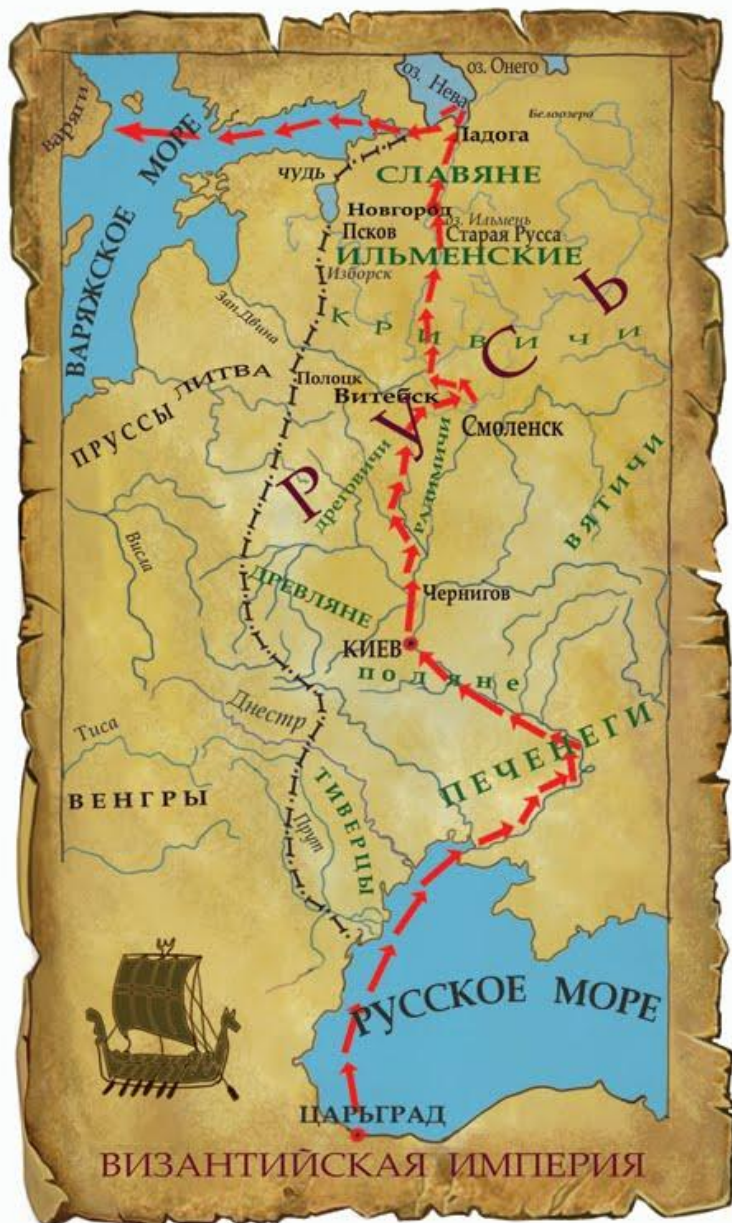 оз. Онего
оз. Нева
Варяги
Белоозеро
Ладога
ВАРЯЖСКОЕ МОРЕ
ЧУДЬ
СЛАВЯНЕ
Новгород
оз. Ильмень
Псков
Старая Русса
ИЛЬМЕНСКИЕ
Изборск
Зап. Двина
КРИВИЧИ
РУСЬ
ЛИТВА
Полоцк
Витебск
ПРУССЫ
Смоленск
дреговичи
РАДИМИЧИ
ВЯТИЧИ
Висла
ДРЕВЛЯНЕ
Чернигов
КИЕВ
поляне
Днестр
Тиса
ПЕЧЕНЕГИ
ВЕНГРЫ
ТИВЕРЦЫ
Прут
РУССКОЕ МОРЕ
ЦАРЬГРАД
ВИЗАНТИЙСКАЯ ИМПЕРИЯ